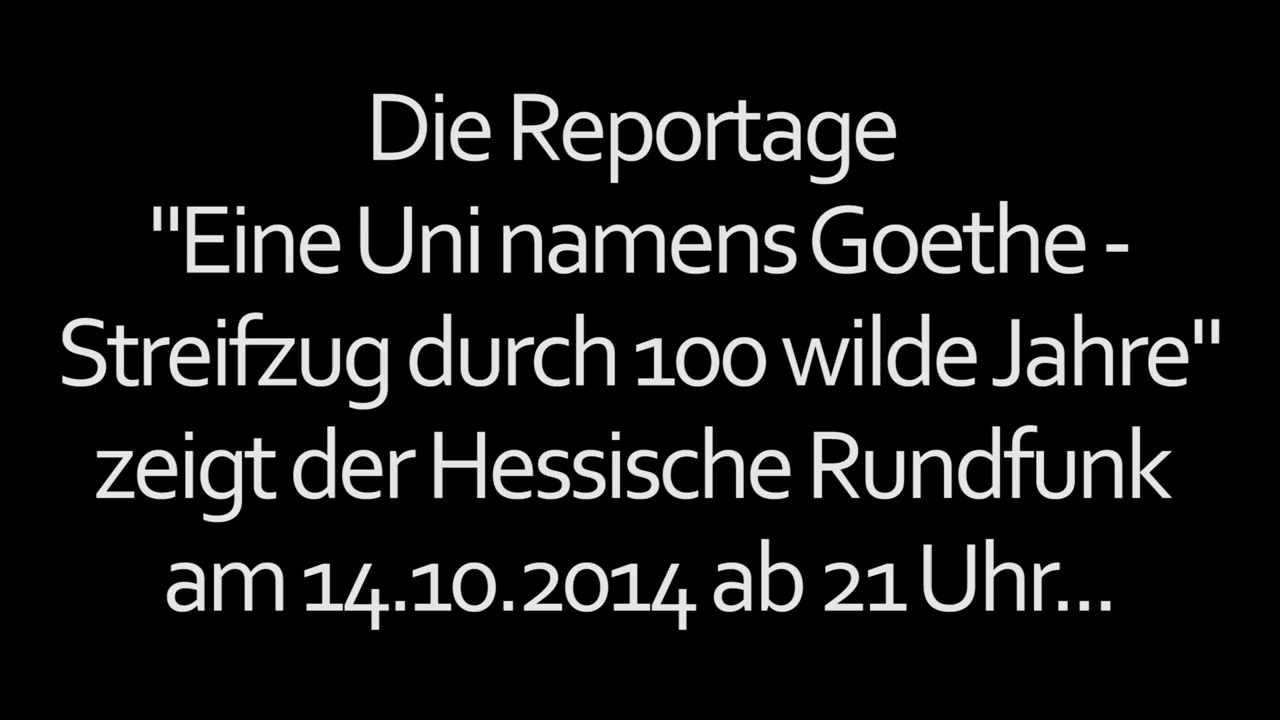 Die Reportage
"Eine Uni namens Goethe -
Streifzug durch 100 wilde Jahre"
zeigt der Hessische Rundfunk
am 14.10.2014 ab 21 Uhr...